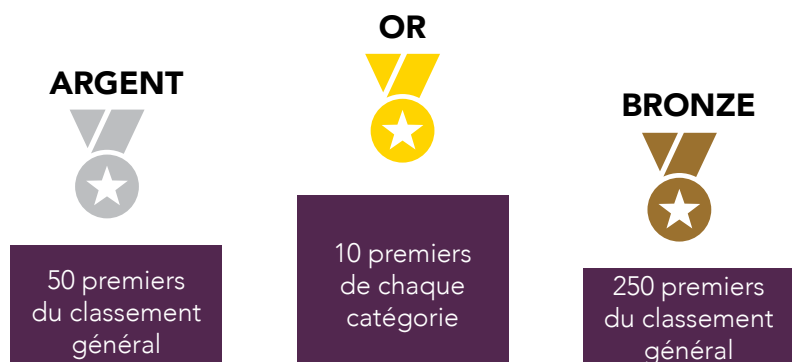 ARGENT
50 premiers
du classement
général
OR
10 premiers
de chaque
catégorie
BRONZE
250 premiers
du classement
général